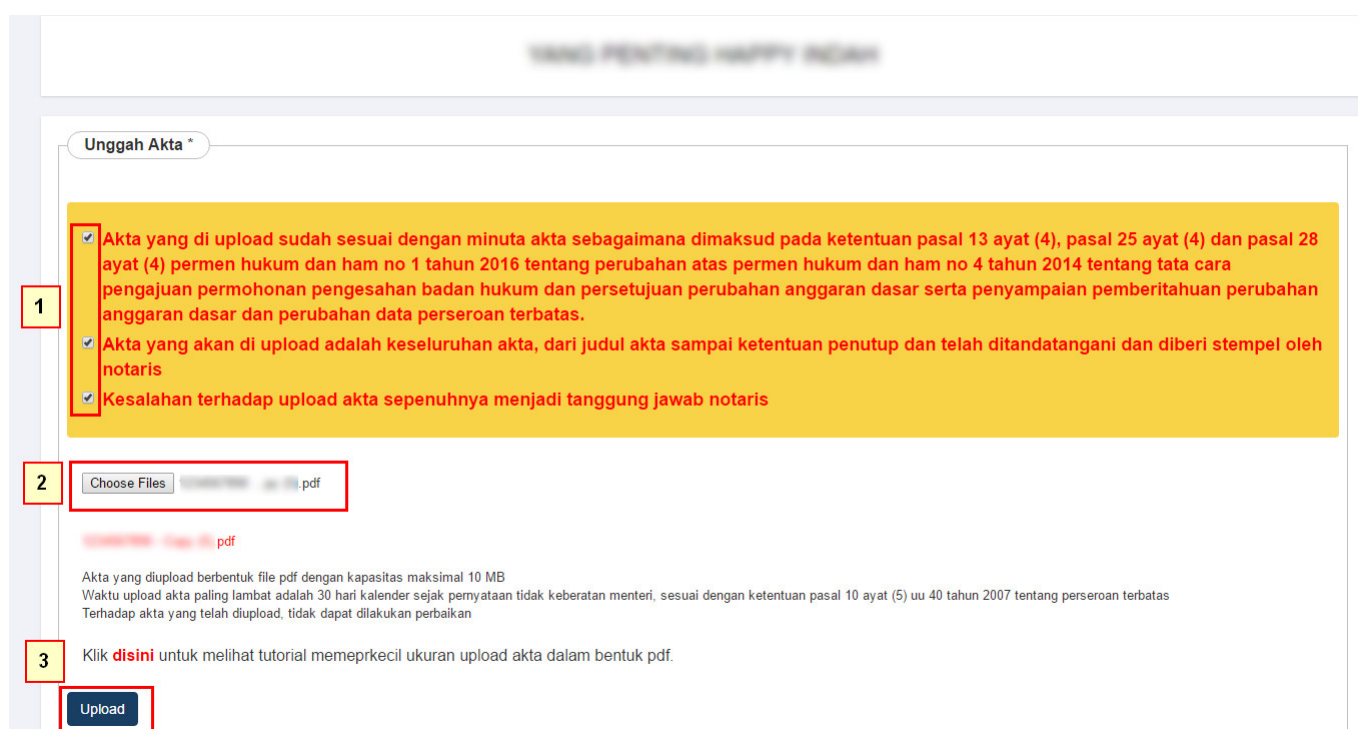 YANG PENTING HAPPY INDAH
Unggah Akta *
Akta yang di upload sudah sesuai dengan minuta akta sebagaimana dimaksud pada ketentuan pasal 13 ayat (4), pasal 25 ayat (4) dan pasal 28
ayat (4) permen hukum dan ham no 1 tahun 2016 tentang perubahan atas permen hukum dan ham no 4 tahun 2014 tentang tata cara
1
pengajuan permohonan pengesahan badan hukum dan persetujuan perubahan anggaran dasar serta penyampaian pemberitahuan perubahan
anggaran dasar dan perubahan data perseroan terbatas.
Akta yang akan di upload adalah keseluruhan akta, dari judul akta sampai ketentuan penutup dan telah ditandatangani dan diberi stempel oleh
notaris
Kesalahan terhadap upload akta sepenuhnya menjadi tanggung jawab notaris
2
Choose Files .pdf
pdf
Akta yang diupload berbentuk file pdf dengan kapasitas maksimal 10 MB
Waktu upload akta paling lambat adalah 30 hari kalender sejak pernyataan tidak keberatan menteri, sesuai dengan ketentuan pasal 10 ayat (5) uu 40 tahun 2007 tentang perseroan terbatas
Terhadap akta yang telah diupload, tidak dapat dilakukan perbaikan
3
Klik disini untuk melihat tutorial memeprkecil ukuran upload akta dalam bentuk pdf.
Upload